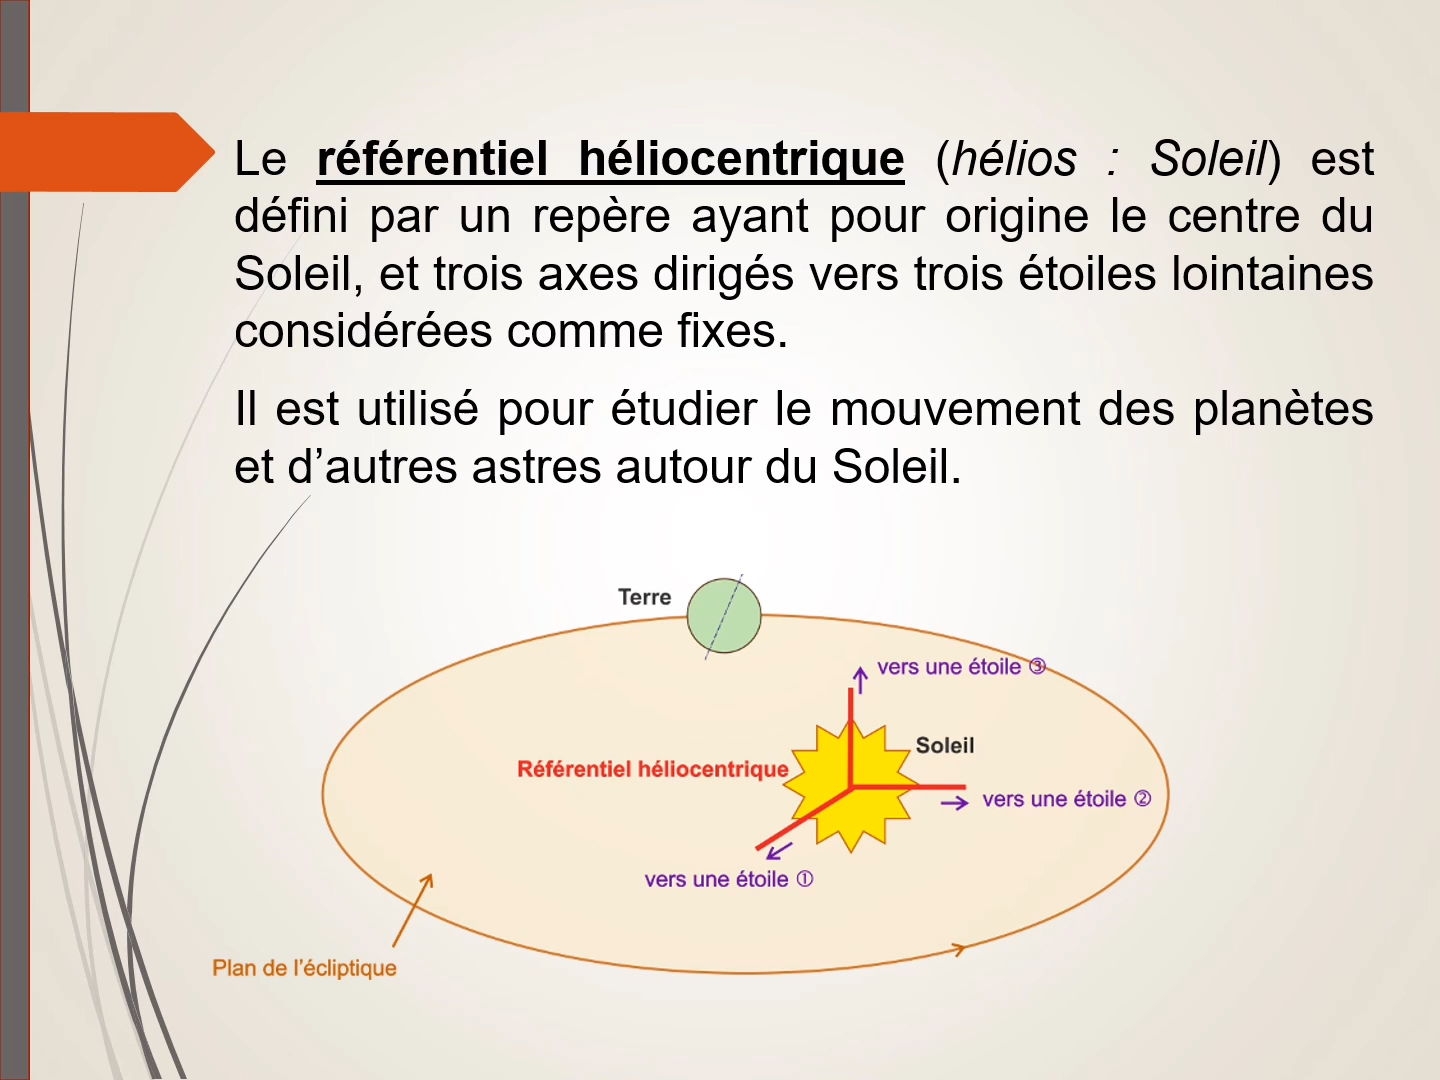 Le référentiel héliocentrique (hélios : Soleil) est
défini par un repère ayant pour origine le centre du
Soleil, et trois axes dirigés vers trois étoiles lointaines
considérées comme fixes.
Il est utilisé pour étudier le mouvement des planètes
et d’autres astres autour du Soleil.
Terre
vers une étoile ③
Soleil
Référentiel héliocentrique
vers une étoile ②
vers une étoile ①
Plan de l’écliptique